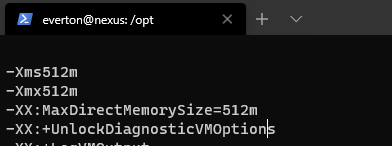 everton@nexus: /opt
-Xms512m
-Xmx512m
-XX:MaxDirectMemorySize=512m
-XX:+UnlockDiagnosticVMOptions